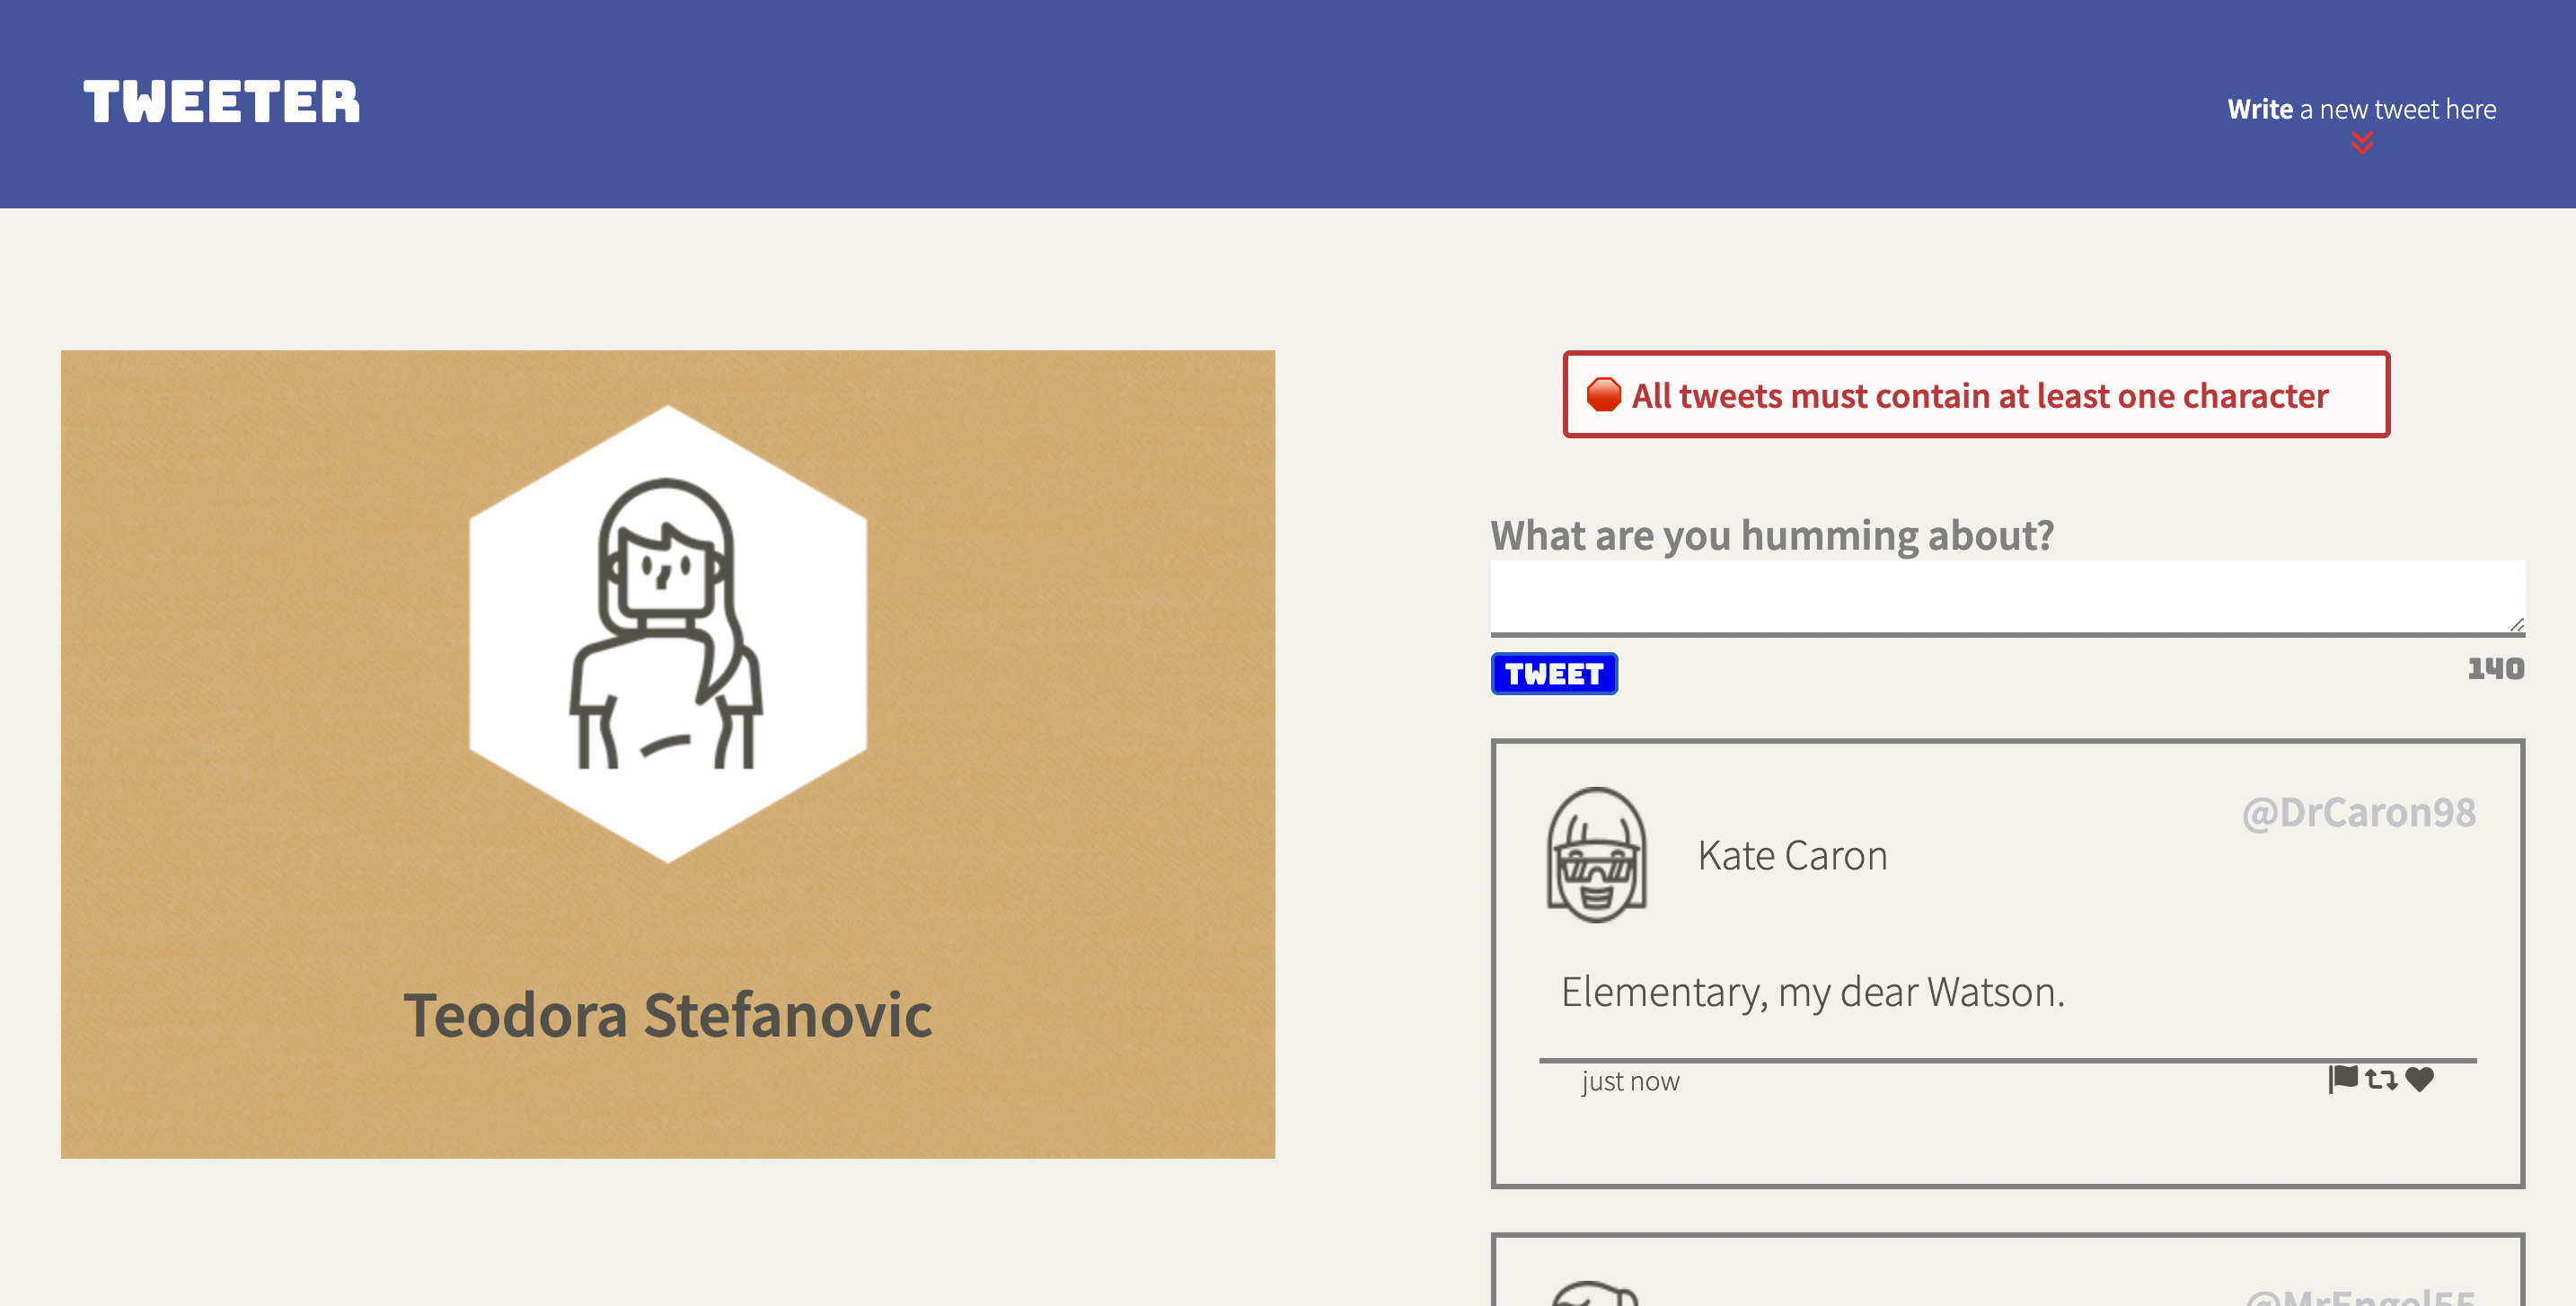 TWEETER
Write a new tweet here
Teodora Stefanovic
All tweets must contain at least one character
What are you humming about?
TWEET
140
@DrCaron98
Kate Caron
Elementary, my dear Watson.
just now
@MrEngel55